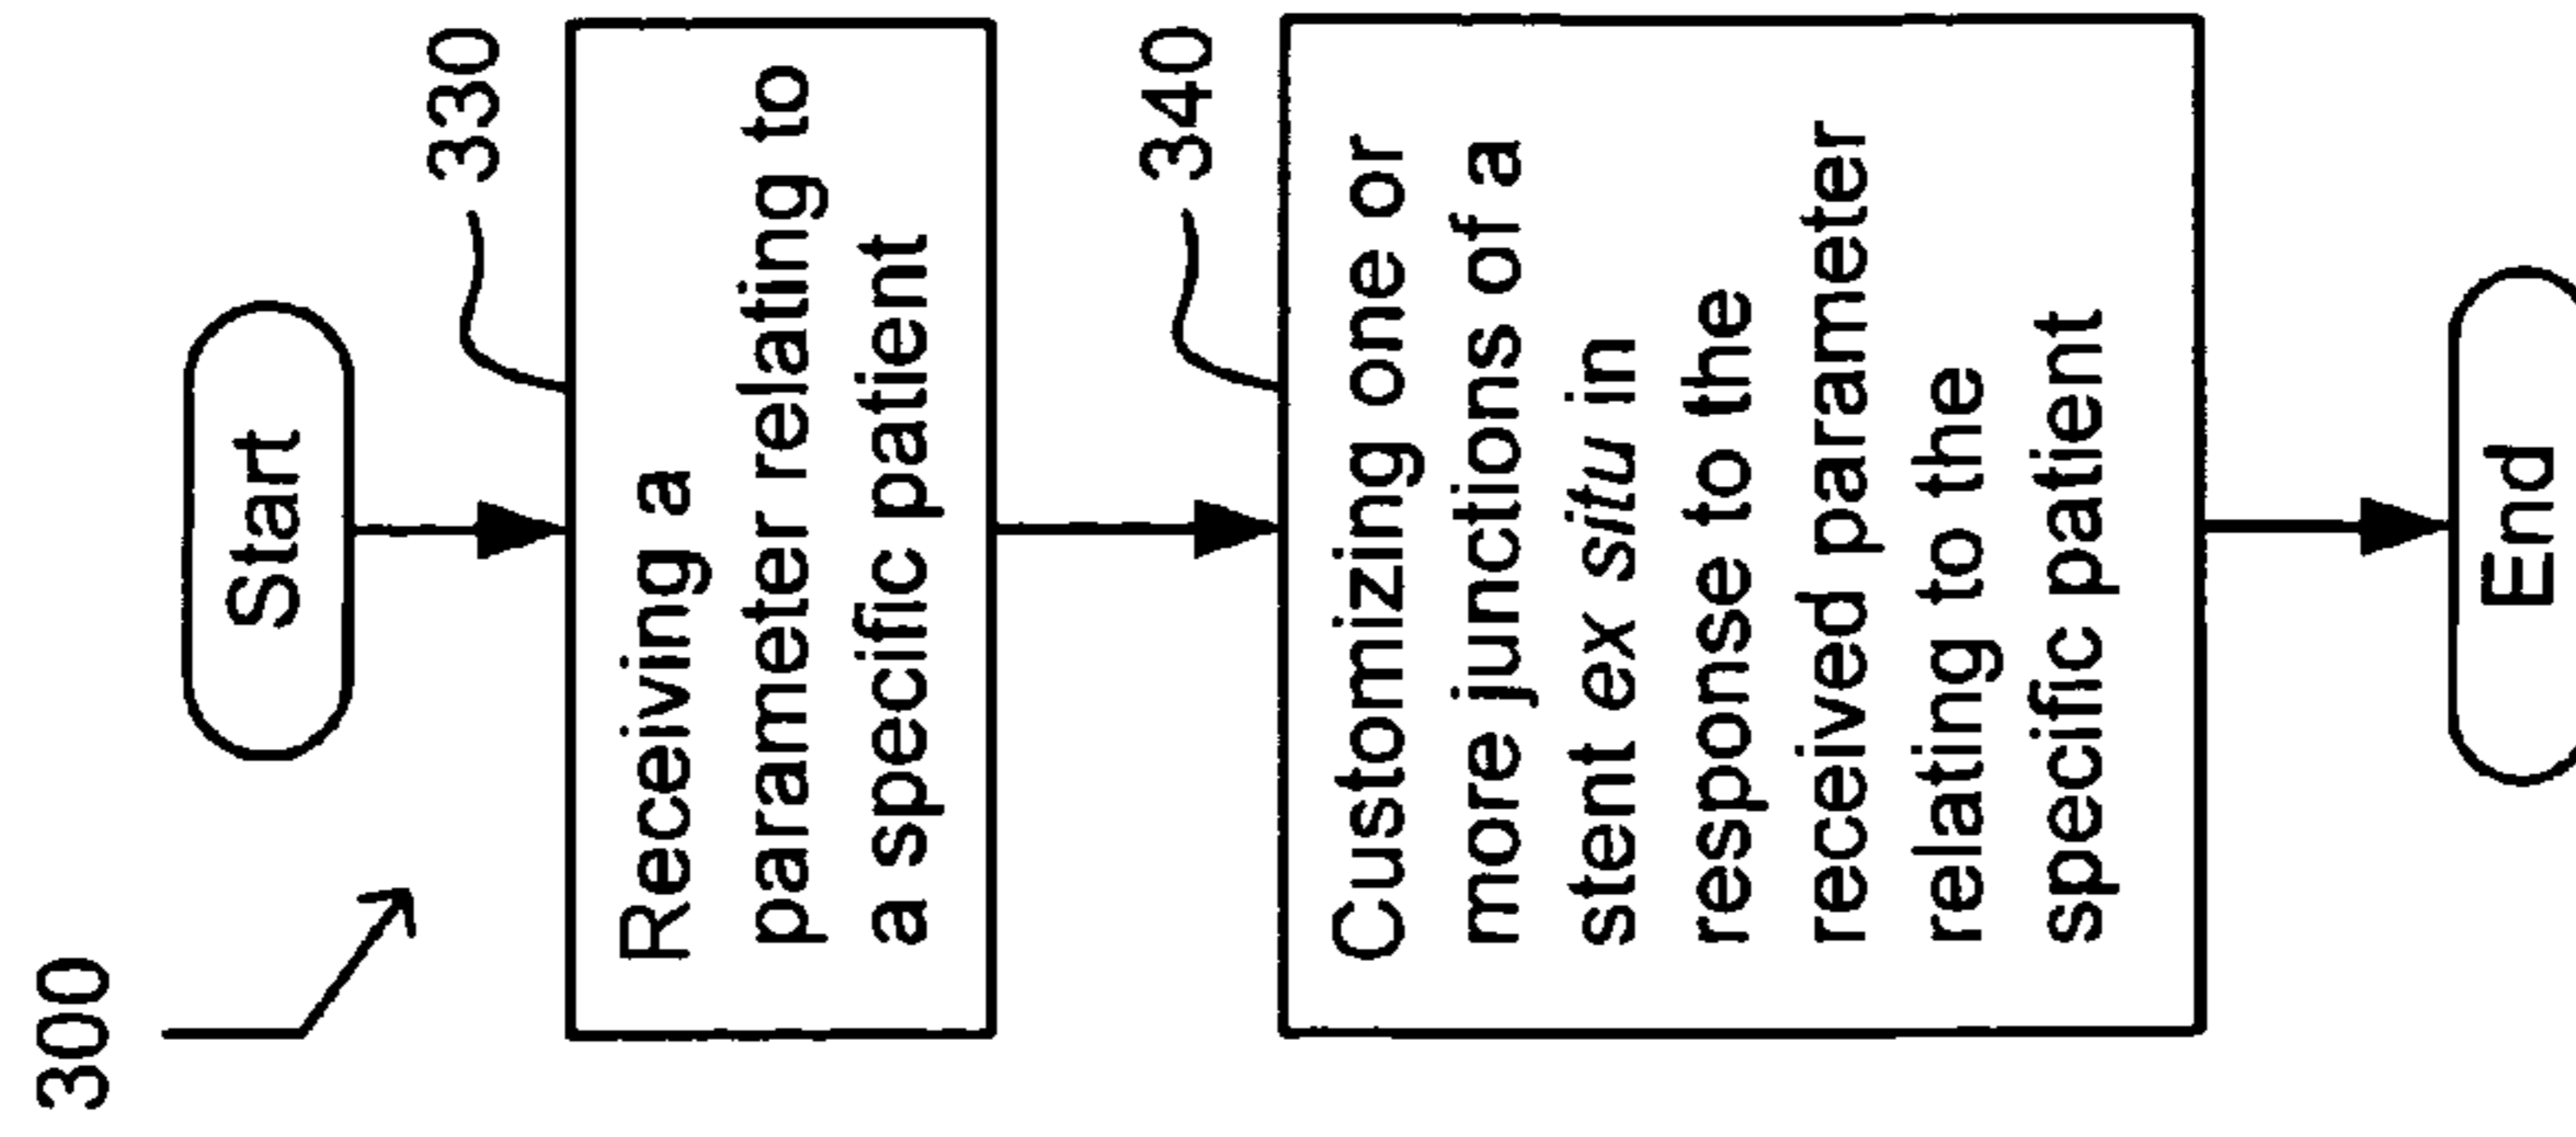 300
Start
330
Receiving a
parameter relating to
a specific patient
340
Customizing one or
more junctions of a
stent ex situ in
response to the
received parameter
relating to the
specific patient
End